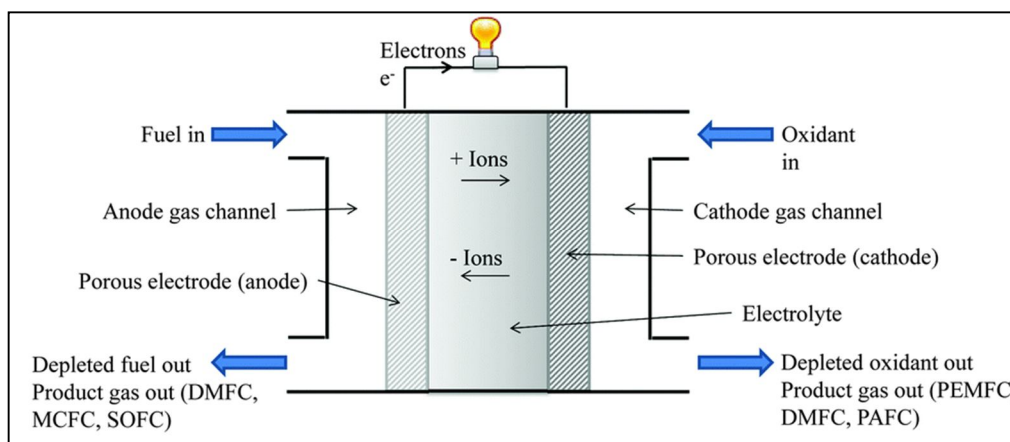 Electrons
e-
Fuel in
Oxidant
in
+ Ions
Anode gas channel
Cathode gas channel
- Ions
Porous electrode (cathode)
Porous electrode (anode)
Electrolyte
Depleted fuel out
Product gas out (DMFC,
MCFC, SOFC)
Depleted oxidant out
Product gas out (PEMFC
DMFC, PAFC)